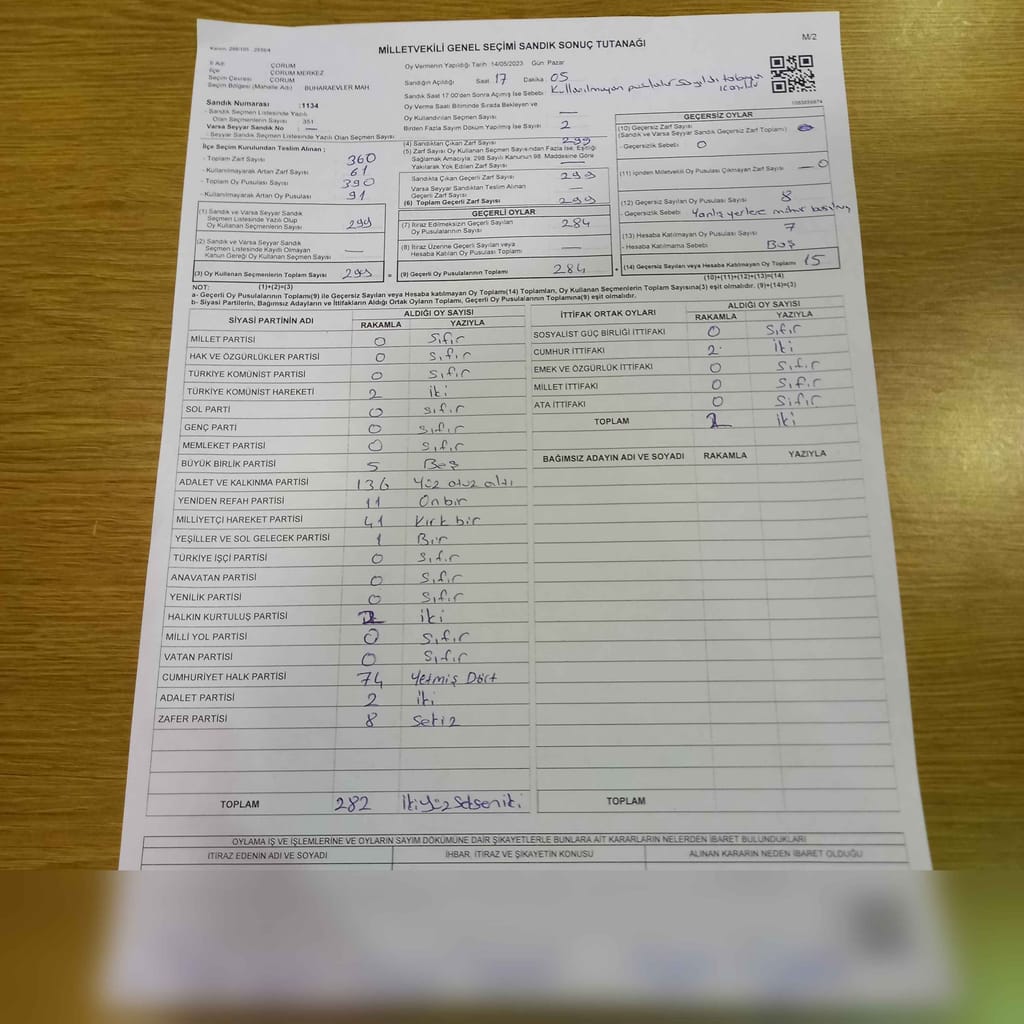 Kanun: 298/105 - 2839/4
M/2
MİLLETVEKİLİ GENEL SEÇİMİ SANDIK SONUÇ TUTANAĞI
İl Adı ÇORUM
İlçe ÇORUM MERKEZ
Seçim Çevresi ÇORUM
Seçim Bölgesi (Mahalle Adı) BUHARAEVLER MAH
Sandık Numarası :1134
- Sandık Seçmen Listesinde Yazılı
Olan Seçmenlerin Sayısı 351
Varsa Seyyar Sandık No —
- Seyyar Sandık Seçmen Listesinde Yazılı Olan Seçmen Sayısı
İlçe Seçim Kurulundan Teslim Alınan ;
- Toplam Zarf Sayısı 360
- Kullanılmayarak Artan Zarf Sayısı 61
- Toplam Oy Pusulası Sayısı 390
- Kullanılmayarak Artan Oy Pusulası 91
(1) Sandık ve Varsa Seyyar Sandık
Seçmen Listesinde Yazılı Olup
Oy Kullanan Seçmenlerin Sayısı 299
(2) Sandık ve Varsa Seyyar Sandık
Seçmen Listesinde Kaydı Olmayan
Kanun Gereği Oy Kullanan Seçmen Sayısı —
(3) Oy Kullanan Seçmenlerin Toplam Sayısı 299 =
(1)+(2)=(3)
Oy Vermenin Yapıldığı Tarih 14/05/2023 Gün: Pazar
Sandığın Açıldığı Saat 17 Dakika 05
Sandık Saat 17.00'den Sonra Açılmış İse Sebebi Kullanılmayan pusulalar sayıldı
Oy Verme Saati Bitiminde Sırada Bekleyen ve
Oy Kullandırılan Seçmen Sayısı —
Birden Fazla Sayım Döküm Yapılmış İse Sayısı 2
(4) Sandıktan Çıkan Zarf Sayısı 299
(5) Zarf Sayısı Oy Kullanan Seçmen Sayısından Fazla İse, Eşitliği
Sağlamak Amacıyla, 298 Sayılı Kanunun 98. Maddesine Göre
Yakılarak Yok Edilen Zarf Sayısı —
Sandıkta Çıkan Geçerli Zarf Sayısı 299
Varsa Seyyar Sandıktan Teslim Alınan
Geçerli Zarf Sayısı —
(6) Toplam Geçerli Zarf Sayısı 299
GEÇERLİ OYLAR
(7) İtiraz Edilmeksizin Geçerli Sayılan
Oy Pusulasının Sayısı 284
(8) İtiraz Üzerine Geçerli Sayılan veya
Hesaba Katılan Oy Pusulası Toplamı —
(9) Geçerli Oy Pusulalarının Toplamı 284 +
1083899874
GEÇERSİZ OYLAR
(10) Geçersiz Zarf Sayısı
(Sandık ve Varsa Seyyar Sandık Geçersiz Zarf Toplamı)
- Geçersizlik Sebebi 0
(11) İçinden Milletvekili Oy Pusulası Çıkmayan Zarf Sayısı — 0
(12) Geçersiz Sayılan Oy Pusulası Sayısı 8
- Geçersizlik Sebebi Yanlış yerlere mühür basılmış
(13) Hesaba Katılmayan Oy Pusulası Sayısı 7
- Hesaba Katılmama Sebebi Boş
(14) Geçersiz Sayılan veya Hesaba Katılmayan Oy Toplamı 15
(10)+(11)+(12)+(13)=(14)
NOT:
a- Geçerli Oy Pusulalarının Toplamı(9) ile Geçersiz Sayılan veya Hesaba katılmayan Oy Toplamı(14) Toplamları, Oy Kullanan Seçmenlerin Toplam Sayısına(3) eşit olmalıdır. (9)+(14)=(3)
b- Siyasi Partilerin, Bağımsız Adayların ve İttifakların Aldığı Oyların Toplamı, Geçerli Oy Pusulalarının Toplamına(9) eşit olmalıdır.
SİYASİ PARTİNİN ADI ALDIĞI OY SAYISI
RAKAMLA YAZIYLA
MİLLET PARTİSİ 0 Sıfır
HAK VE ÖZGÜRLÜKLER PARTİSİ 0 Sıfır
TÜRKİYE KOMÜNİST PARTİSİ 0 Sıfır
TÜRKİYE KOMÜNİST HAREKETİ 2 iki
SOL PARTİ 0 Sıfır
GENÇ PARTİ 0 Sıfır
MEMLEKET PARTİSİ 0 Sıfır
BÜYÜK BİRLİK PARTİSİ 5 Beş
ADALET VE KALKINMA PARTİSİ 136 Yüz otuz altı
YENİDEN REFAH PARTİSİ 11 Onbir
MİLLİYETÇİ HAREKET PARTİSİ 41 Kırk bir
YEŞİLLER VE SOL GELECEK PARTİSİ 1 Bir
TÜRKİYE İŞÇİ PARTİSİ 0 Sıfır
ANAVATAN PARTİSİ 0 Sıfır
YENİLİK PARTİSİ 0 Sıfır
HALKIN KURTULUŞ PARTİSİ 2 iki
MİLLİ YOL PARTİSİ 0 Sıfır
VATAN PARTİSİ 0 Sıfır
CUMHURİYET HALK PARTİSİ 74 Yetmiş Dört
ADALET PARTİSİ 2 iki
ZAFER PARTİSİ 8 Sekiz
TOPLAM 282 İkiYüz Seksen iki
İTTİFAK ORTAK OYLARI ALDIĞI OY SAYISI
RAKAMLA YAZIYLA
SOSYALİST GÜÇ BİRLİĞİ İTTİFAKI 0 Sıfır
CUMHUR İTTİFAKI 2 iki
EMEK VE ÖZGÜRLÜK İTTİFAKI 0 Sıfır
MİLLET İTTİFAKI 0 Sıfır
ATA İTTİFAKI 0 Sıfır
TOPLAM 2 iki
BAĞIMSIZ ADAYIN ADI VE SOYADI RAKAMLA YAZIYLA
TOPLAM
OYLAMA İŞ VE İŞLEMLERİNE VE OYLARIN SAYIM DÖKÜMÜNE DAİR ŞİKAYETLERLE BUNLARA AİT KARARLARIN NELERDEN İBARET BULUNDUKLARI
İTİRAZ EDENİN ADI VE SOYADI İHBAR, İTİRAZ VE ŞİKAYETİN KONUSU ALINAN KARARIN NEDEN İBARET OLDUĞU